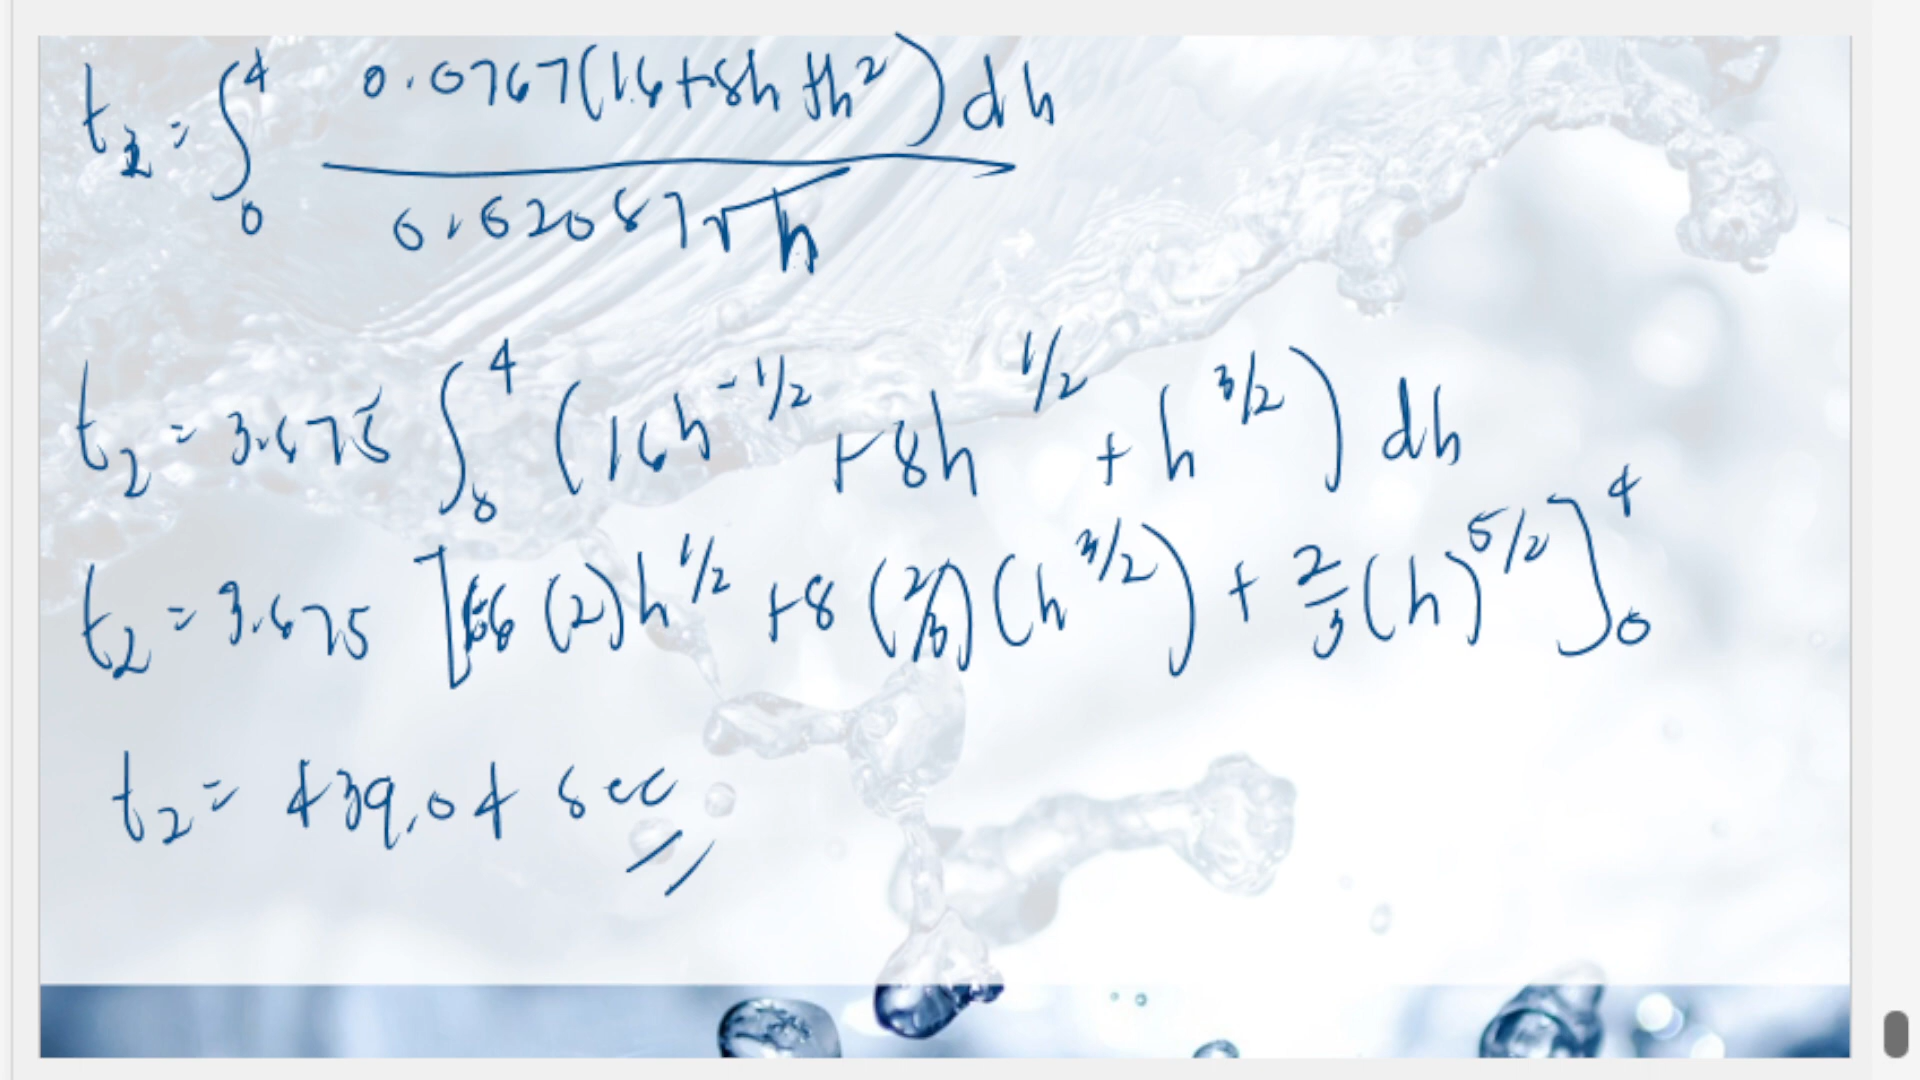 t₂ = ∫₀⁴ 0.0767(16+8h+h²)dh
0.02087√h
t₂ = 3.675 ∫₀⁴ (16h^-1/2 + 8h^1/2 + h^3/2) dh
t₂ = 3.675 [16(2)h^1/2 + 8(2/3)(h^3/2) + 2/5(h)^5/2]₀⁴
t₂ = 439.04 sec